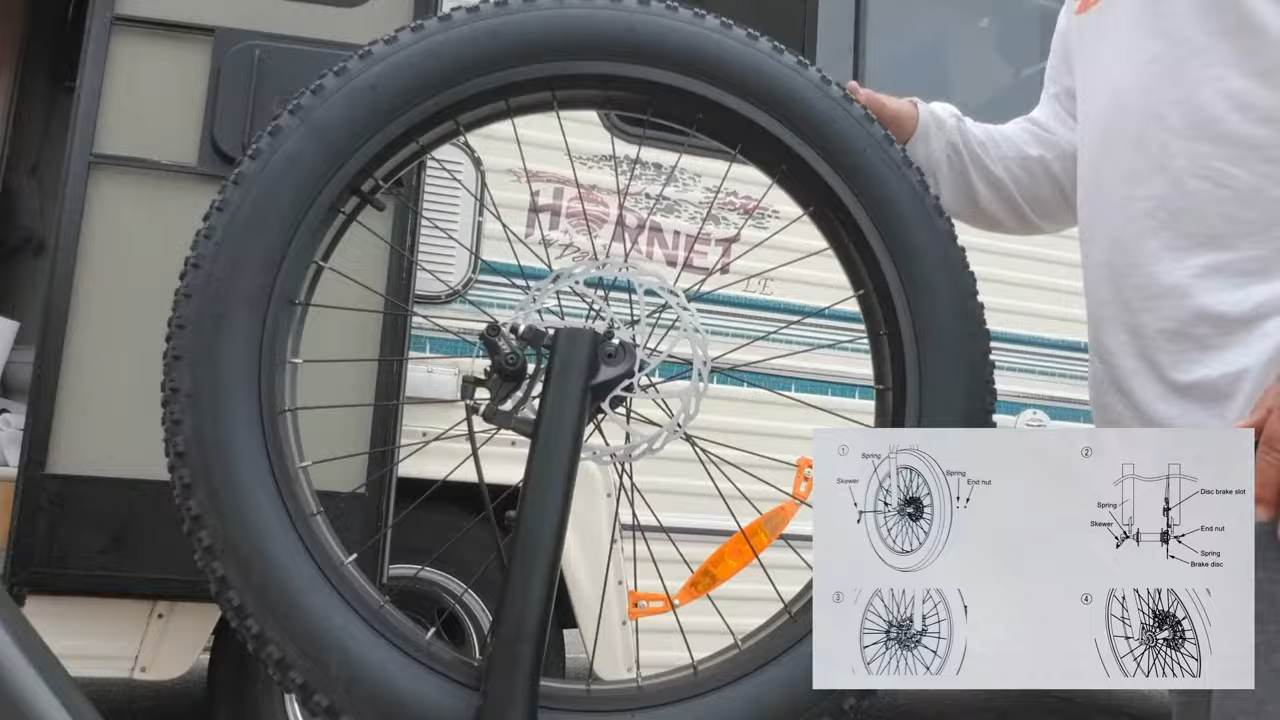 HORNET
by
LE
①
Spring
Skewer
Spring
End nut
②
Disc brake slot
Spring
Skewer
End nut
Spring
Brake disc
③
④